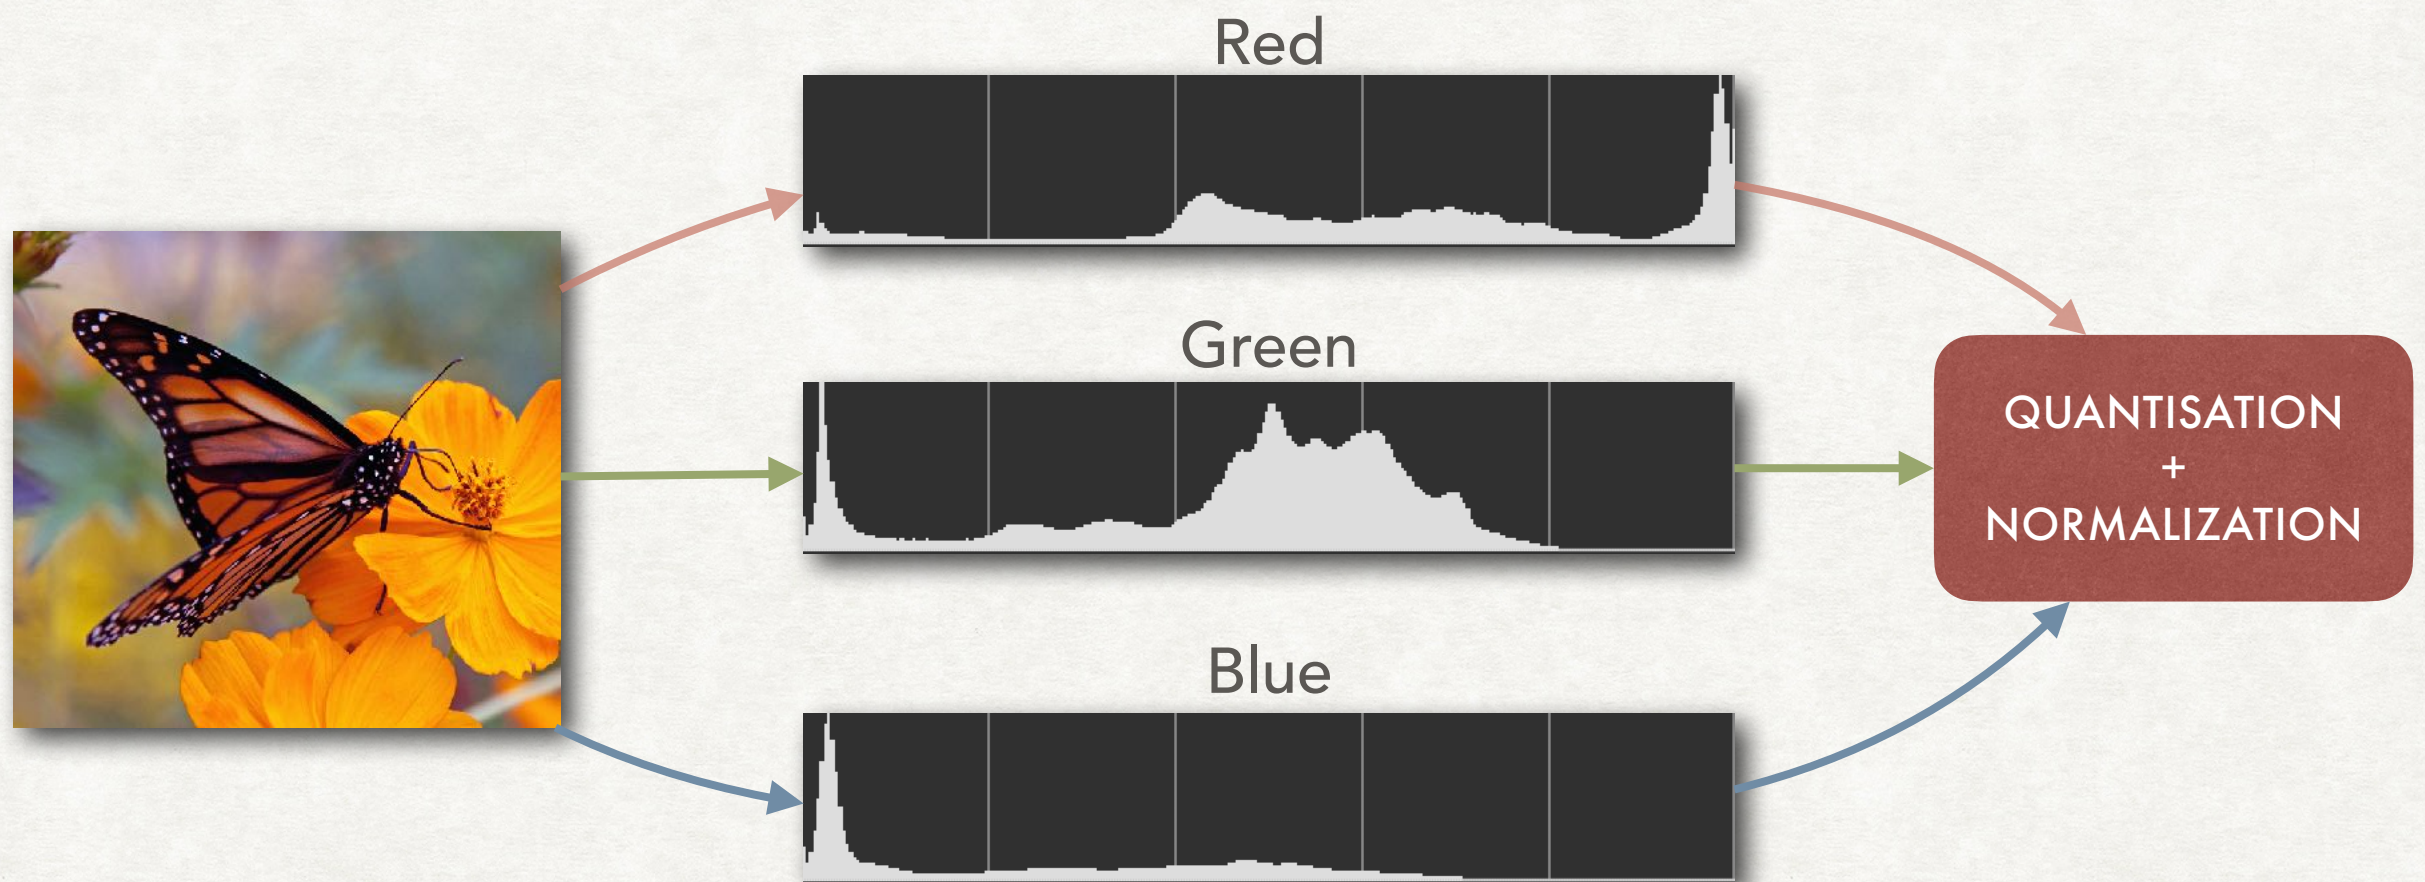 Red
Green
Blue
QUANTISATION
+
NORMALIZATION